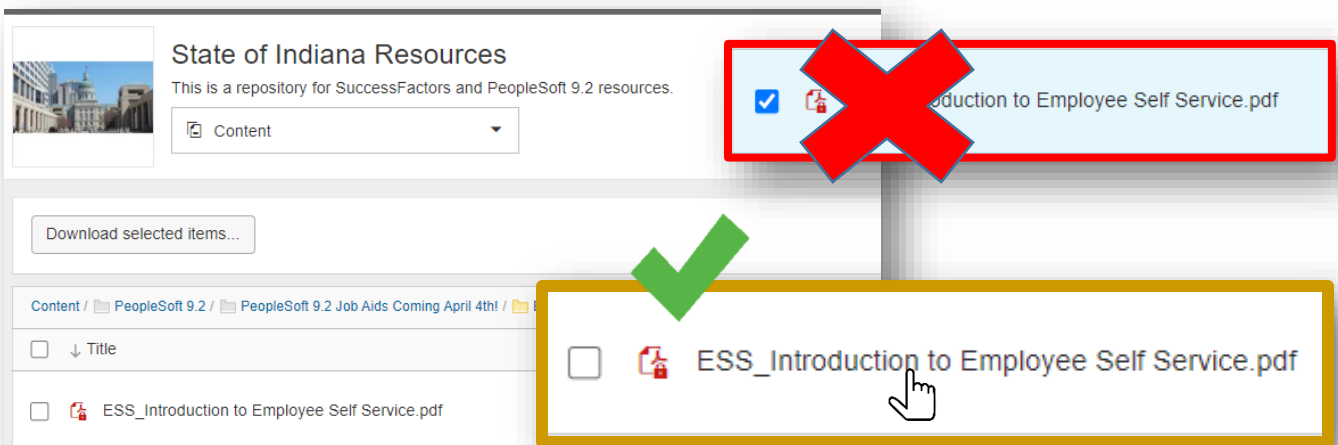 State of Indiana Resources
This is a repository for SuccessFactors and PeopleSoft 9.2 resources.
Content
to Employee Self Service.pdf
Download selected items...
Content / PeopleSoft 9.2 / PeopleSoft 9.2 Job Aids Coming April 4th! /
Title
ESS_Introduction to Employee Self Service.pdf
ESS_Introduction to Employee Self Service.pdf